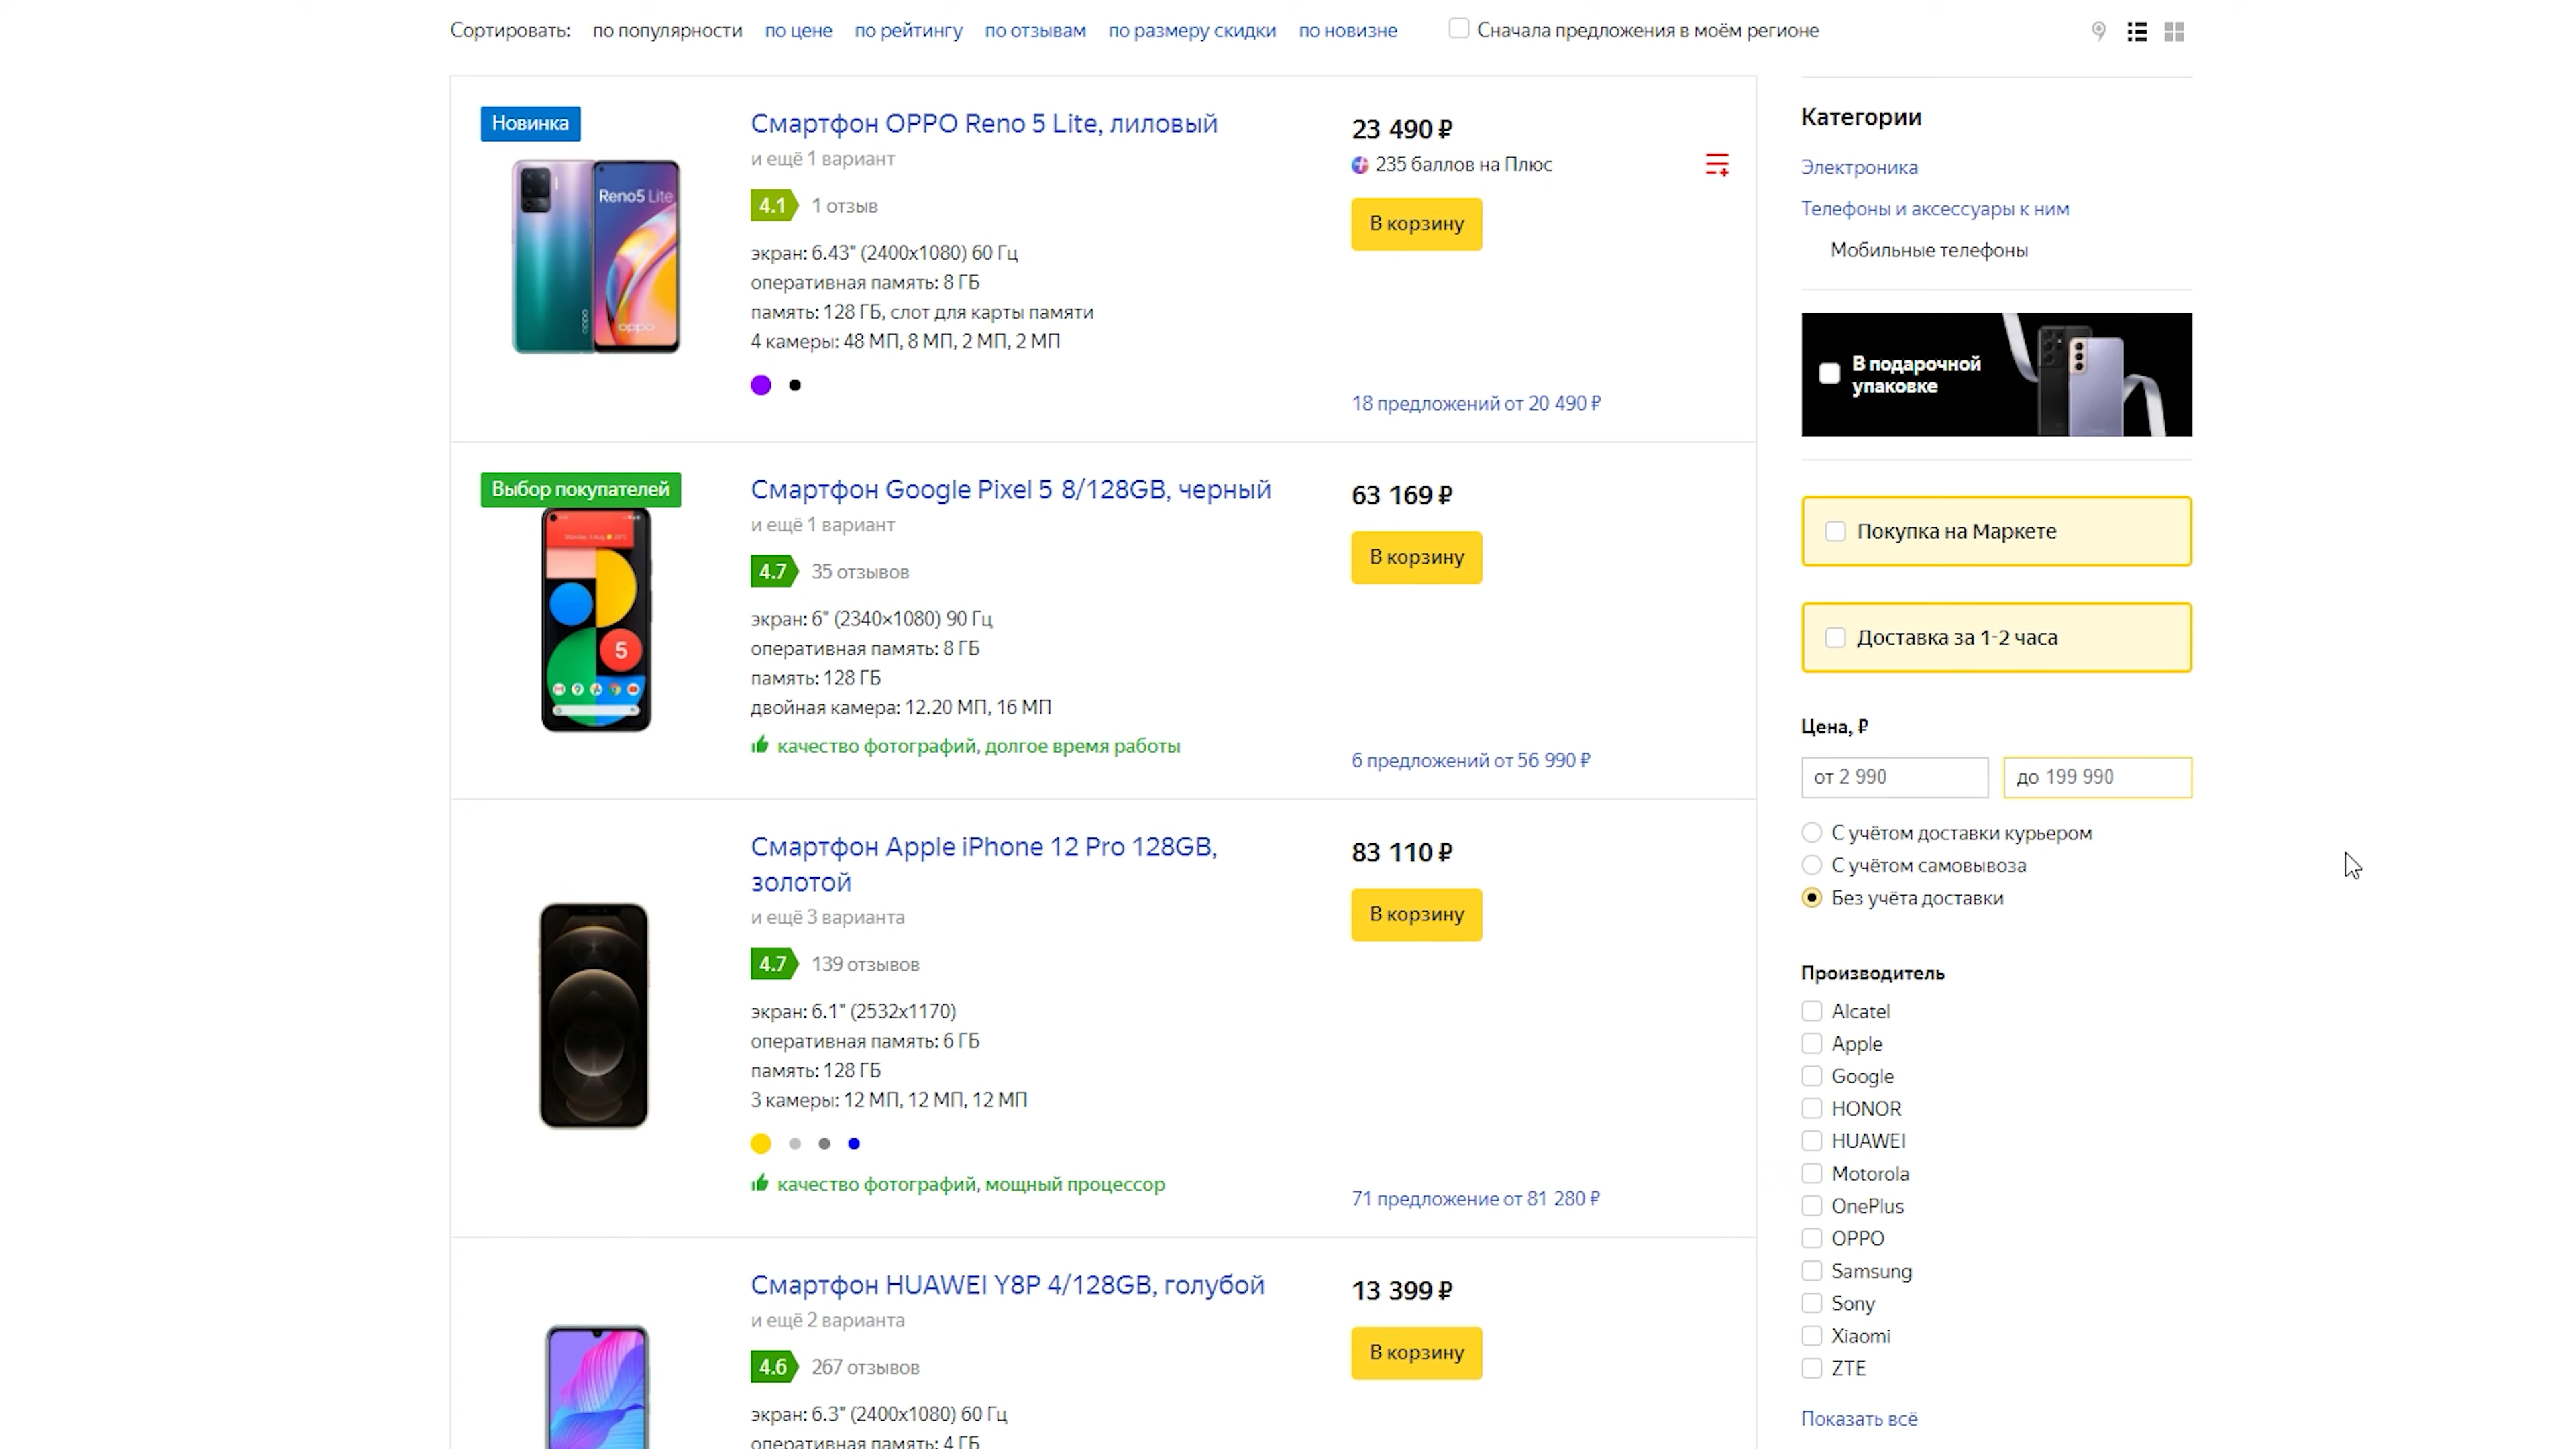 Сортировать: по популярности по цене по рейтингу по отзывам по размеру скидки по новизне Сначала предложения в моём регионе
Новинка
Reno5 Lite
oppo
oppo
Смартфон OPPO Reno 5 Lite, лиловый
и ещё 1 вариант
4.1 1 отзыв
экран: 6.43" (2400x1080) 60 Гц
оперативная память: 8 ГБ
память: 128 ГБ, слот для карты памяти
4 камеры: 48 МП, 8 МП, 2 МП, 2 МП
23 490 ₽
235 баллов на Плюс
В корзину
18 предложений от 20 490 ₽
Выбор покупателей
5
Смартфон Google Pixel 5 8/128GB, черный
и ещё 1 вариант
4.7 35 отзывов
экран: 6" (2340×1080) 90 Гц
оперативная память: 8 ГБ
память: 128 ГБ
двойная камера: 12.20 МП, 16 МП
качество фотографий, долгое время работы
63 169 ₽
В корзину
6 предложений от 56 990 ₽
Смартфон Apple iPhone 12 Pro 128GB,
золотой
и ещё 3 варианта
4.7 139 отзывов
экран: 6.1" (2532x1170)
оперативная память: 6 ГБ
память: 128 ГБ
3 камеры: 12 МП, 12 МП, 12 МП
качество фотографий, мощный процессор
83 110 ₽
В корзину
71 предложение от 81 280 ₽
Смартфон HUAWEI Y8P 4/128GB, голубой
и ещё 2 варианта
4.6 267 отзывов
экран: 6.3" (2400x1080) 60 Гц
оперативная память: 4 ГБ
13 399 ₽
В корзину
Категории
Электроника
Телефоны и аксессуары к ним
Мобильные телефоны
В подарочной
упаковке
Покупка на Маркете
Доставка за 1-2 часа
Цена, ₽
от 2 990 до 199 990
С учётом доставки курьером
С учётом самовывоза
Без учёта доставки
Производитель
Alcatel
Apple
Google
HONOR
HUAWEI
Motorola
OnePlus
OPPO
Samsung
Sony
Xiaomi
ZTE
Показать всё